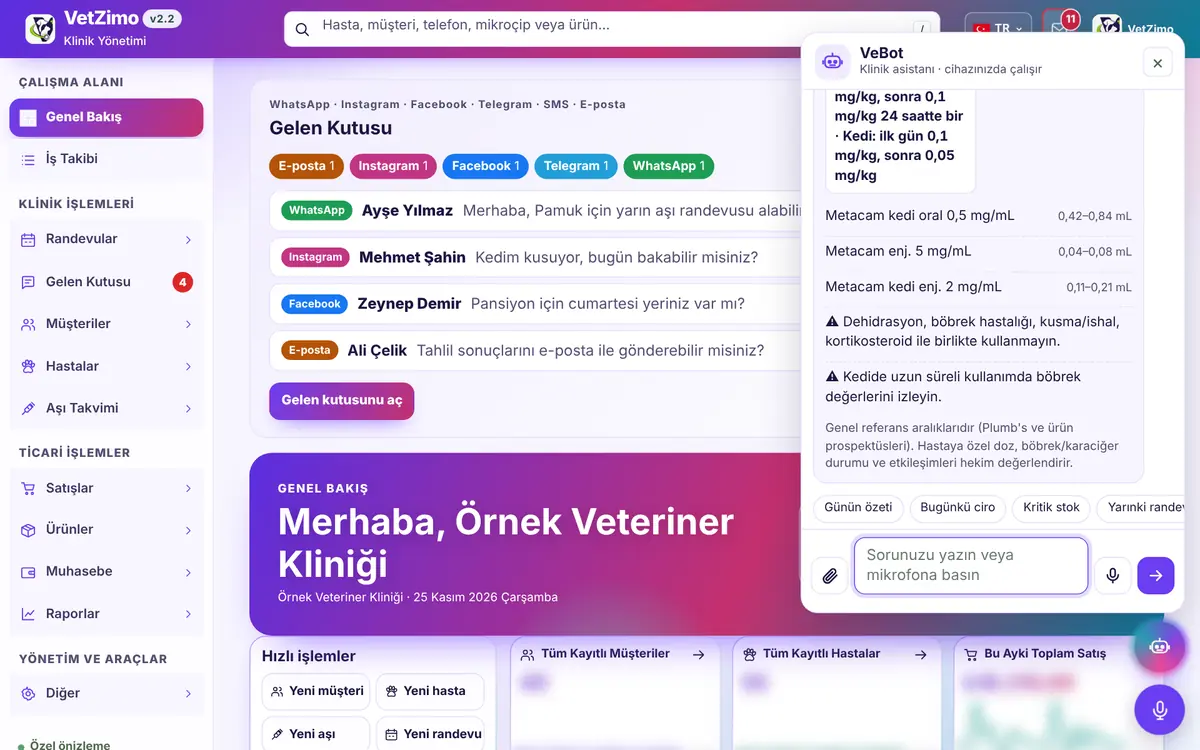 VetZimo v2.2
Klinik Yönetimi
Hasta, müşteri, telefon, mikroçip veya ürün...
/
TR
11
VetZimo
ÇALIŞMA ALANI
Genel Bakış
İş Takibi
KLİNİK İŞLEMLERİ
Randevular
Gelen Kutusu 4
Müşteriler
Hastalar
Aşı Takvimi
TİCARİ İŞLEMLER
Satışlar
Ürünler
Muhasebe
Raporlar
YÖNETİM VE ARAÇLAR
Diğer
Özel önizleme
WhatsApp · Instagram · Facebook · Telegram · SMS · E-posta
Gelen Kutusu
E-posta 1 Instagram 1 Facebook 1 Telegram 1 WhatsApp 1
WhatsApp Ayşe Yılmaz Merhaba, Pamuk için yarın aşı randevusu alabilir
Instagram Mehmet Şahin Kedim kusuyor, bugün bakabilir misiniz?
Facebook Zeynep Demir Pansiyon için cumartesi yeriniz var mı?
E-posta Ali Çelik Tahlil sonuçlarını e-posta ile gönderebilir misiniz?
Gelen kutusunu aç
GENEL BAKIŞ
Merhaba, Örnek Veteriner
Kliniği
Örnek Veteriner Kliniği · 25 Kasım 2026 Çarşamba
Hızlı işlemler
Yeni müşteri Yeni hasta
Yeni aşı Yeni randevu
Tüm Kayıtlı Müşteriler
Tüm Kayıtlı Hastalar
Bu Ayki Toplam Satış
VeBot
Klinik asistanı · cihazınızda çalışır
mg/kg, sonra 0,1
mg/kg 24 saatte bir
· Kedi: ilk gün 0,1
mg/kg, sonra 0,05
mg/kg
Metacam kedi oral 0,5 mg/mL 0,42–0,84 mL
Metacam enj. 5 mg/mL 0,04–0,08 mL
Metacam kedi enj. 2 mg/mL 0,11–0,21 mL
⚠ Dehidrasyon, böbrek hastalığı, kusma/ishal,
kortikosteroid ile birlikte kullanmayın.
⚠ Kedide uzun süreli kullanımda böbrek
değerlerini izleyin.
Genel referans aralıklarıdır (Plumb's ve ürün
prospektüsleri). Hastaya özel doz, böbrek/karaciğer
durumu ve etkileşimleri hekim değerlendirir.
Günün özeti Bugünkü ciro Kritik stok Yarınki randev
Sorunuzu yazın veya
mikrofona basın